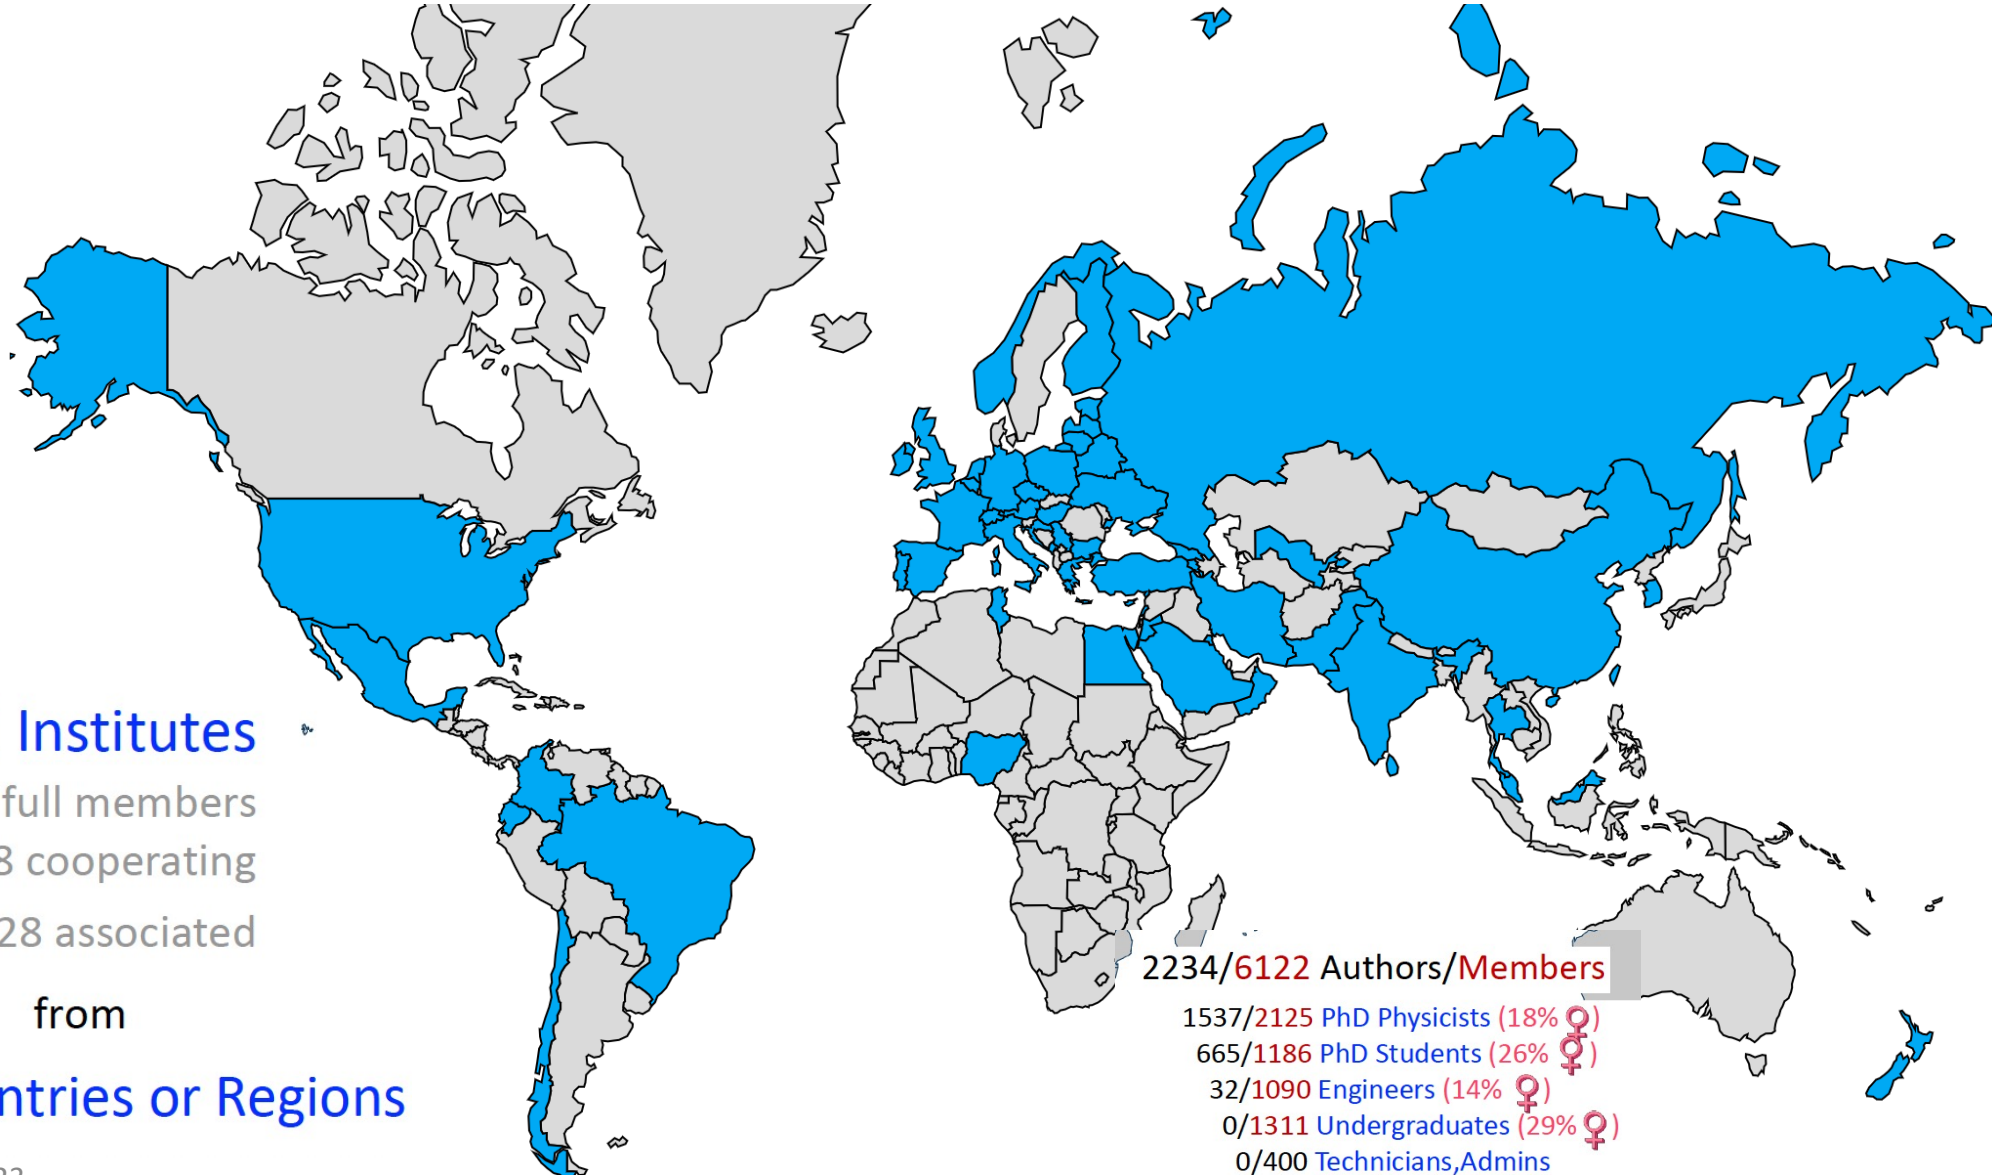 Institutes
full members
8 cooperating
28 associated
from
ntries or Regions
2234/6122 Authors/Members
1537/2125 PhD Physicists (18% ♀)
665/1186 PhD Students (26% ♀)
32/1090 Engineers (14% ♀)
0/1311 Undergraduates (29% ♀)
0/400 Technicians,Admins